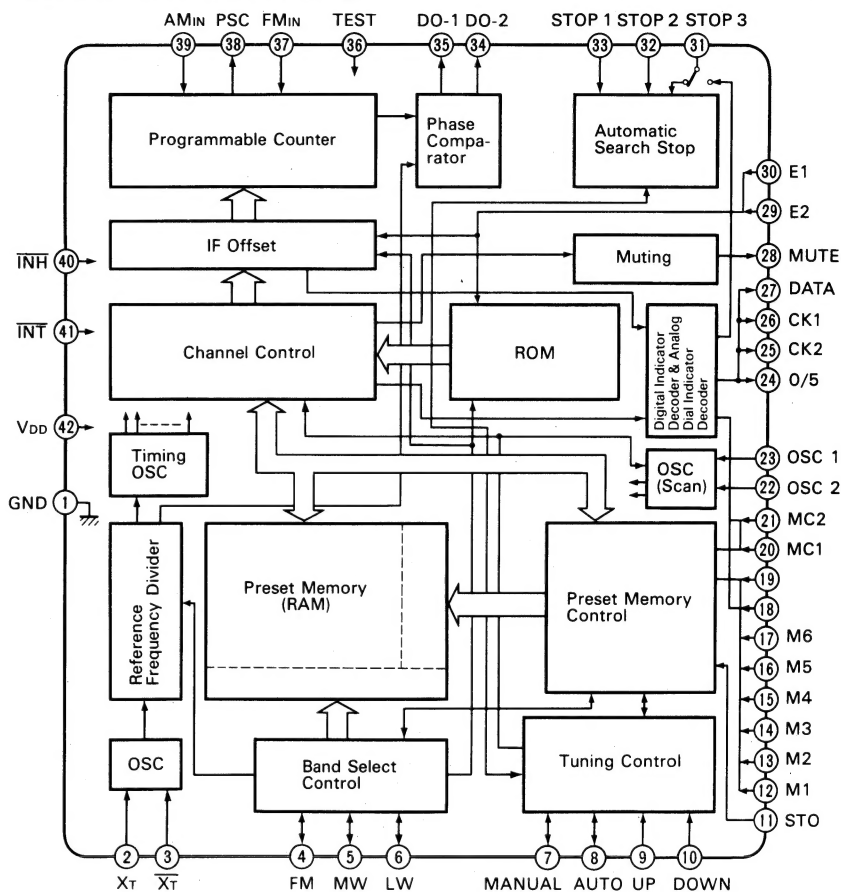 AMIN PSC FMIN TEST DO-1 DO-2 STOP 1 STOP 2 STOP 3
39 38 37 36 35 34 33 32 31
Programmable Counter
Phase
Compa-
rator
Automatic
Search Stop
30 E1
29 E2
IF Offset
Muting
28 MUTE
INH 40
27 DATA
26 CK1
25 CK2
24 0/5
INT 41
Channel Control
ROM
Digital Indicator
Decoder & Analog
Dial Indicator
Decoder
VDD 42
Timing
OSC
OSC
(Scan)
23 OSC 1
22 OSC 2
GND 1
21 MC2
20 MC1
19
18
17 M6
16 M5
15 M4
14 M3
13 M2
12 M1
11 STO
Reference
Frequency Divider
Preset Memory
(RAM)
Preset Memory
Control
OSC
Band Select
Control
Tuning Control
2 3 4 5 6 7 8 9 10
XT XT FM MW LW MANUAL AUTO UP DOWN